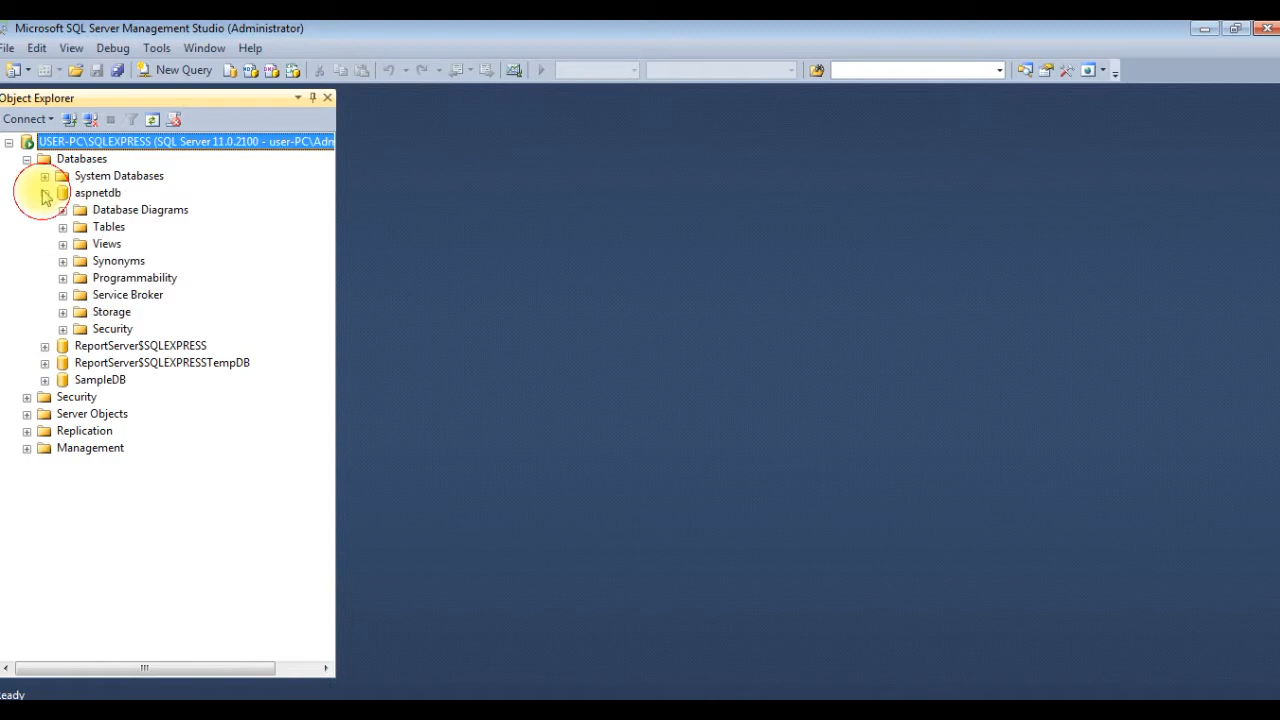 Microsoft SQL Server Management Studio (Administrator)
File Edit View Debug Tools Window Help
New Query
Object Explorer
Connect
USER-PC\SQLEXPRESS (SQL Server 11.0.2100 - user-PC\Adm
Databases
System Databases
aspnetdb
Database Diagrams
Tables
Views
Synonyms
Programmability
Service Broker
Storage
Security
ReportServer$SQLEXPRESS
ReportServer$SQLEXPRESSTempDB
SampleDB
Security
Server Objects
Replication
Management
eady